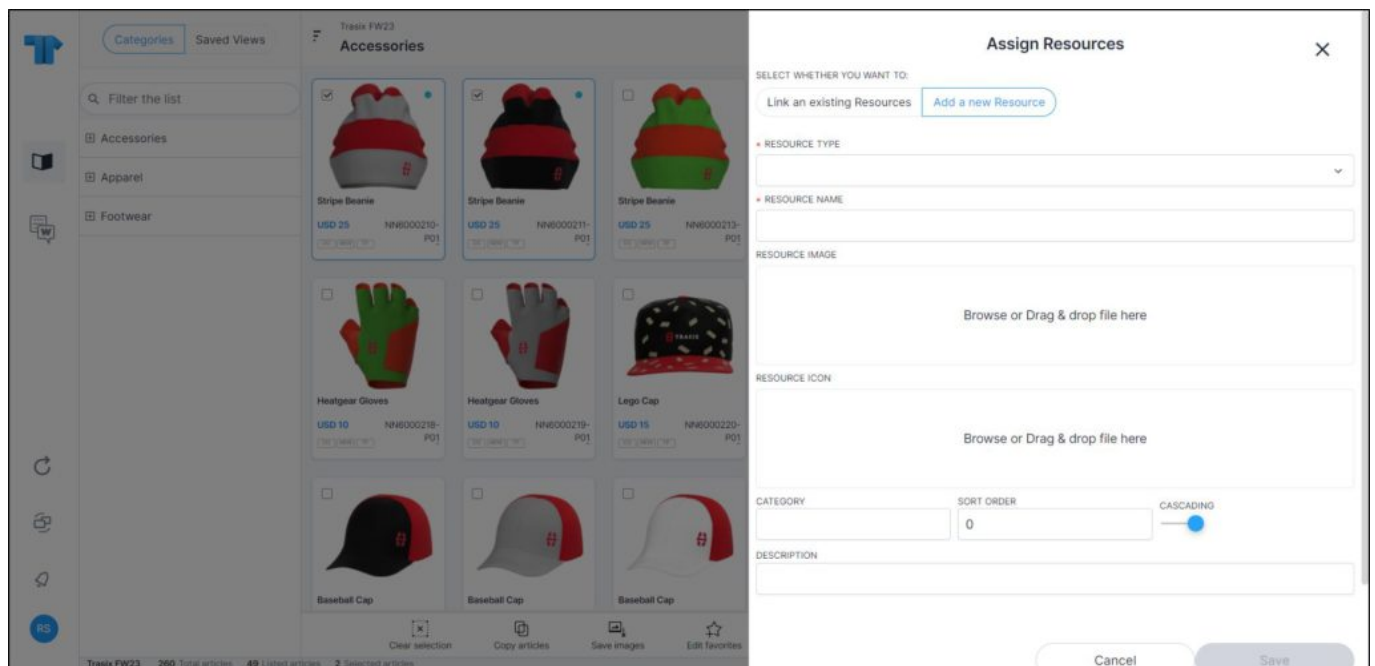 Categories
Saved Views
Trasix FW23
Accessories
Filter the list
Accessories
Apparel
Footwear
Stripe Beanie
USD 25 NN6000210-
P01
Stripe Beanie
USD 25 NN6000211-
P01
Stripe Beanie
USD 25 NN6000213-
P01
Heatgear Gloves
USD 10 NN6000218-
P01
Heatgear Gloves
USD 10 NN6000219-
P01
TRAXIS
Lego Cap
USD 15 NN6000220-
P01
Baseball Cap
Baseball Cap
Baseball Cap
Clear selection
Copy articles
Save images
Edit favorites
W
RS
Trasix FW23 260 Total articles 49 Listed articles 2 Selected articles
Assign Resources
SELECT WHETHER YOU WANT TO:
Link an existing Resources
Add a new Resource
* RESOURCE TYPE
* RESOURCE NAME
RESOURCE IMAGE
Browse or Drag & drop file here
RESOURCE ICON
Browse or Drag & drop file here
CATEGORY
SORT ORDER
CASCADING
0
DESCRIPTION
Cancel
Save